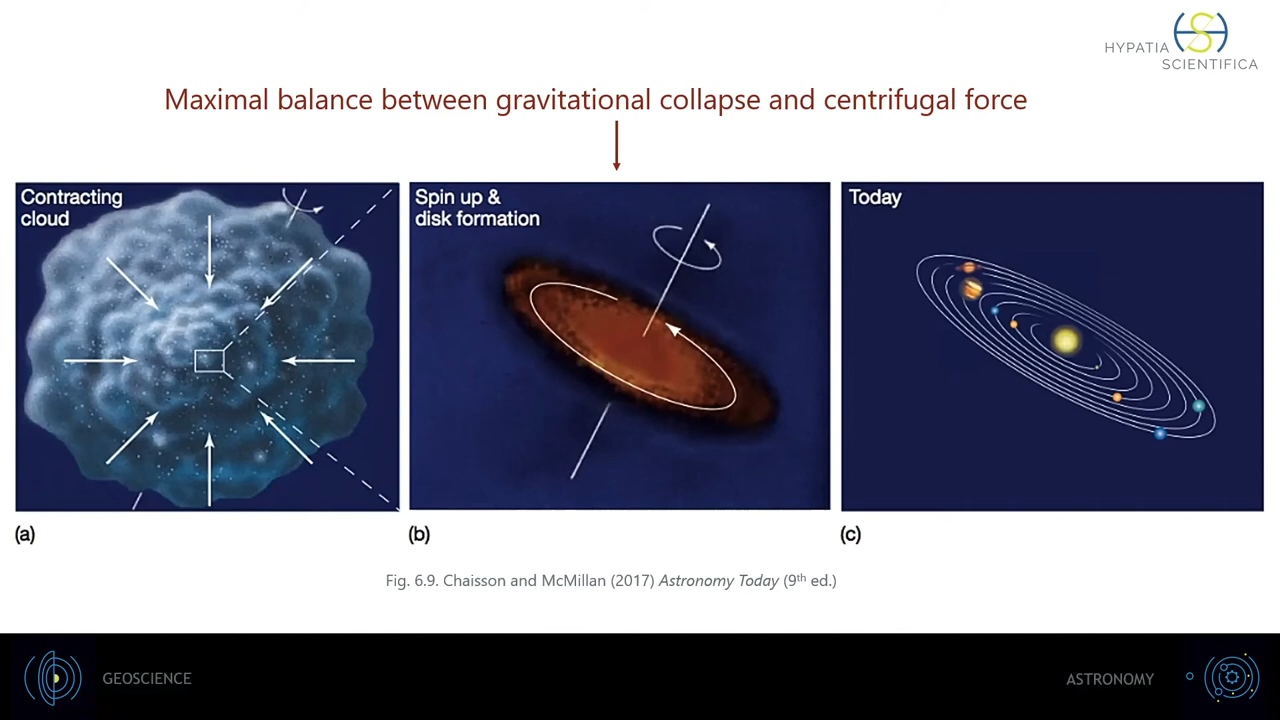 HYPATIA
SCIENTIFICA
Maximal balance between gravitational collapse and centrifugal force
Contracting
cloud
Spin up &
disk formation
Today
(a)
(b)
(c)
Fig. 6.9. Chaisson and McMillan (2017) Astronomy Today (9th ed.)
GEOSCIENCE
ASTRONOMY